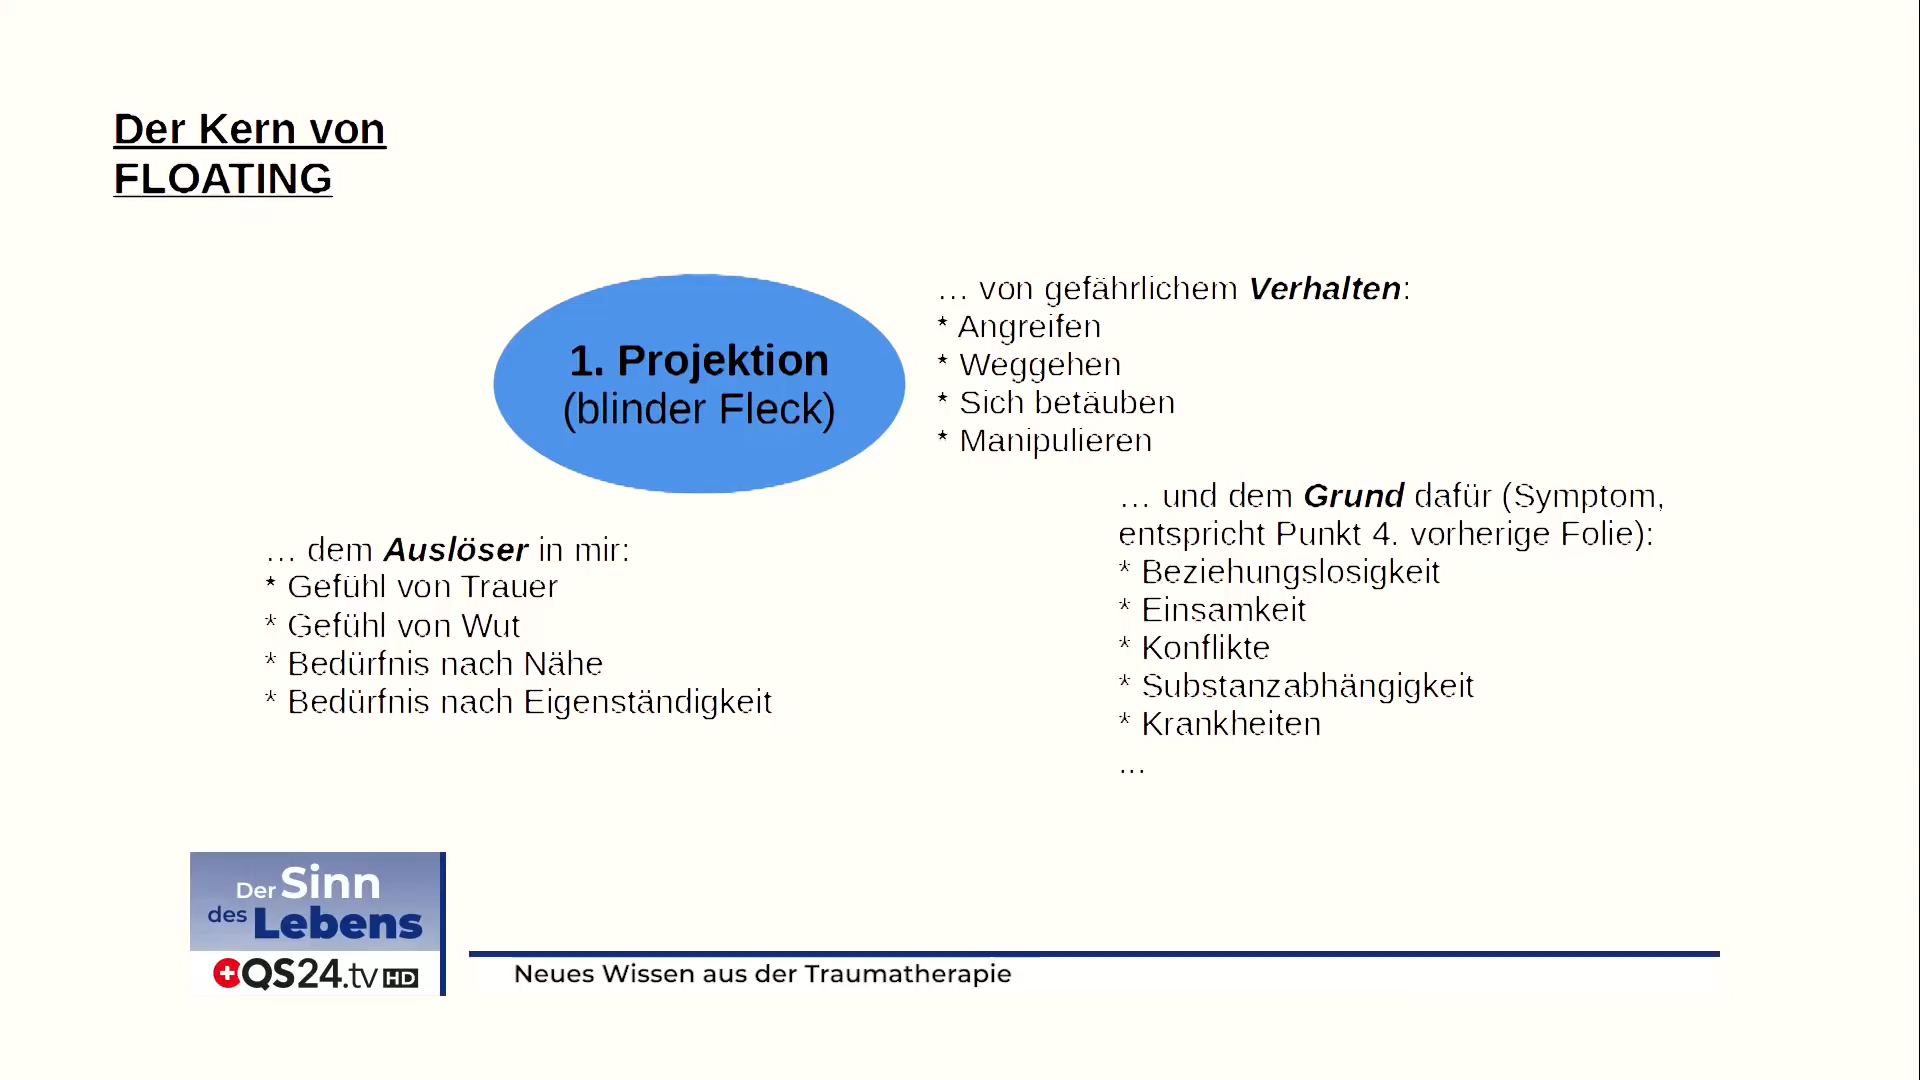 Der Kern von
FLOATING
1. Projektion
(blinder Fleck)
… von gefährlichem Verhalten:
* Angreifen
* Weggehen
* Sich betäuben
* Manipulieren
… und dem Grund dafür (Symptom,
entspricht Punkt 4. vorherige Folie):
* Beziehungslosigkeit
* Einsamkeit
* Konflikte
* Substanzabhängigkeit
* Krankheiten
…
… dem Auslöser in mir:
* Gefühl von Trauer
* Gefühl von Wut
* Bedürfnis nach Nähe
* Bedürfnis nach Eigenständigkeit
Der Sinn
des Lebens
QS24.tv HD
Neues Wissen aus der Traumatherapie